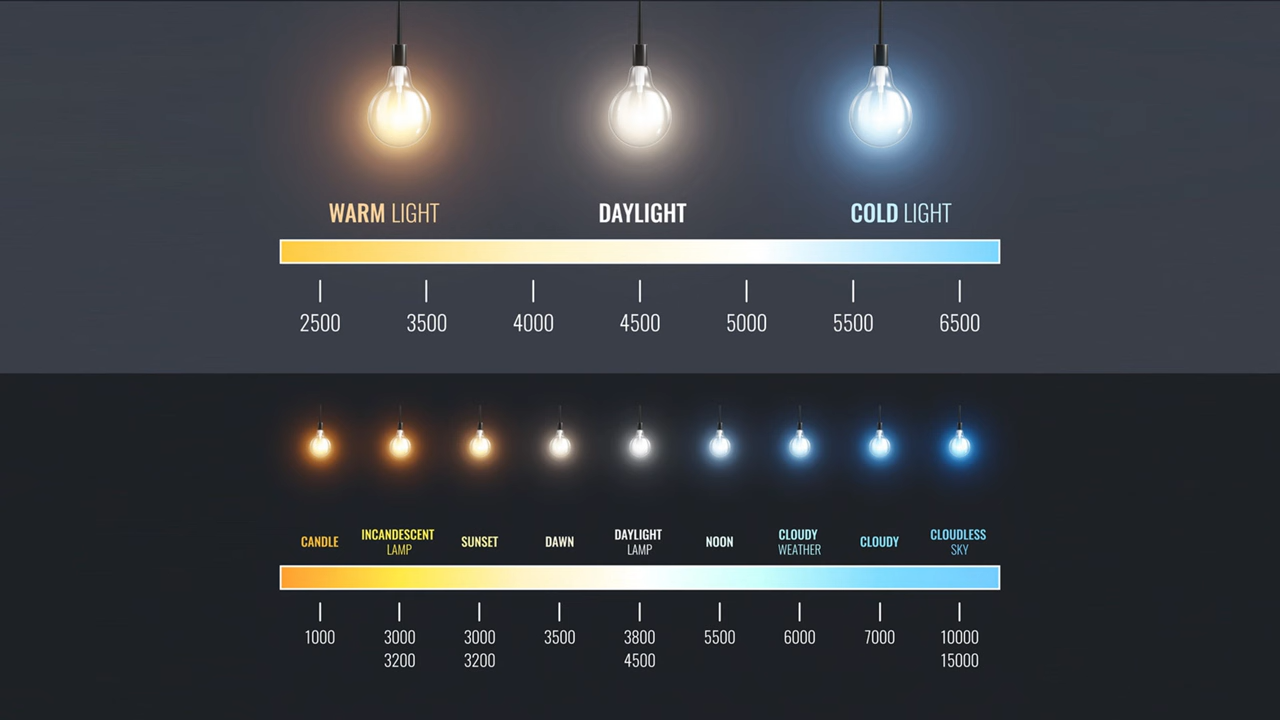 WARM LIGHT
DAYLIGHT
COLD LIGHT
2500 3500 4000 4500 5000 5500 6500
CANDLE
INCANDESCENT
LAMP
SUNSET
DAWN
DAYLIGHT
LAMP
NOON
CLOUDY
WEATHER
CLOUDY
CLOUDLESS
SKY
1000 3000 3000 3500 3800 5500 6000 7000 10000
3200 3200 4500 15000